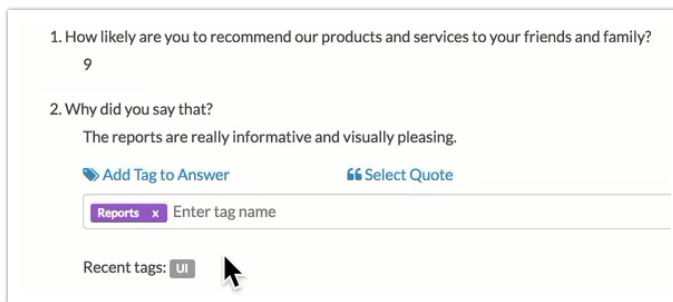 1. How likely are you to recommend our products and services to your friends and family?
9
2. Why did you say that?
The reports are really informative and visually pleasing.
Add Tag to Answer
Select Quote
Reports x Enter tag name
Recent tags: UI